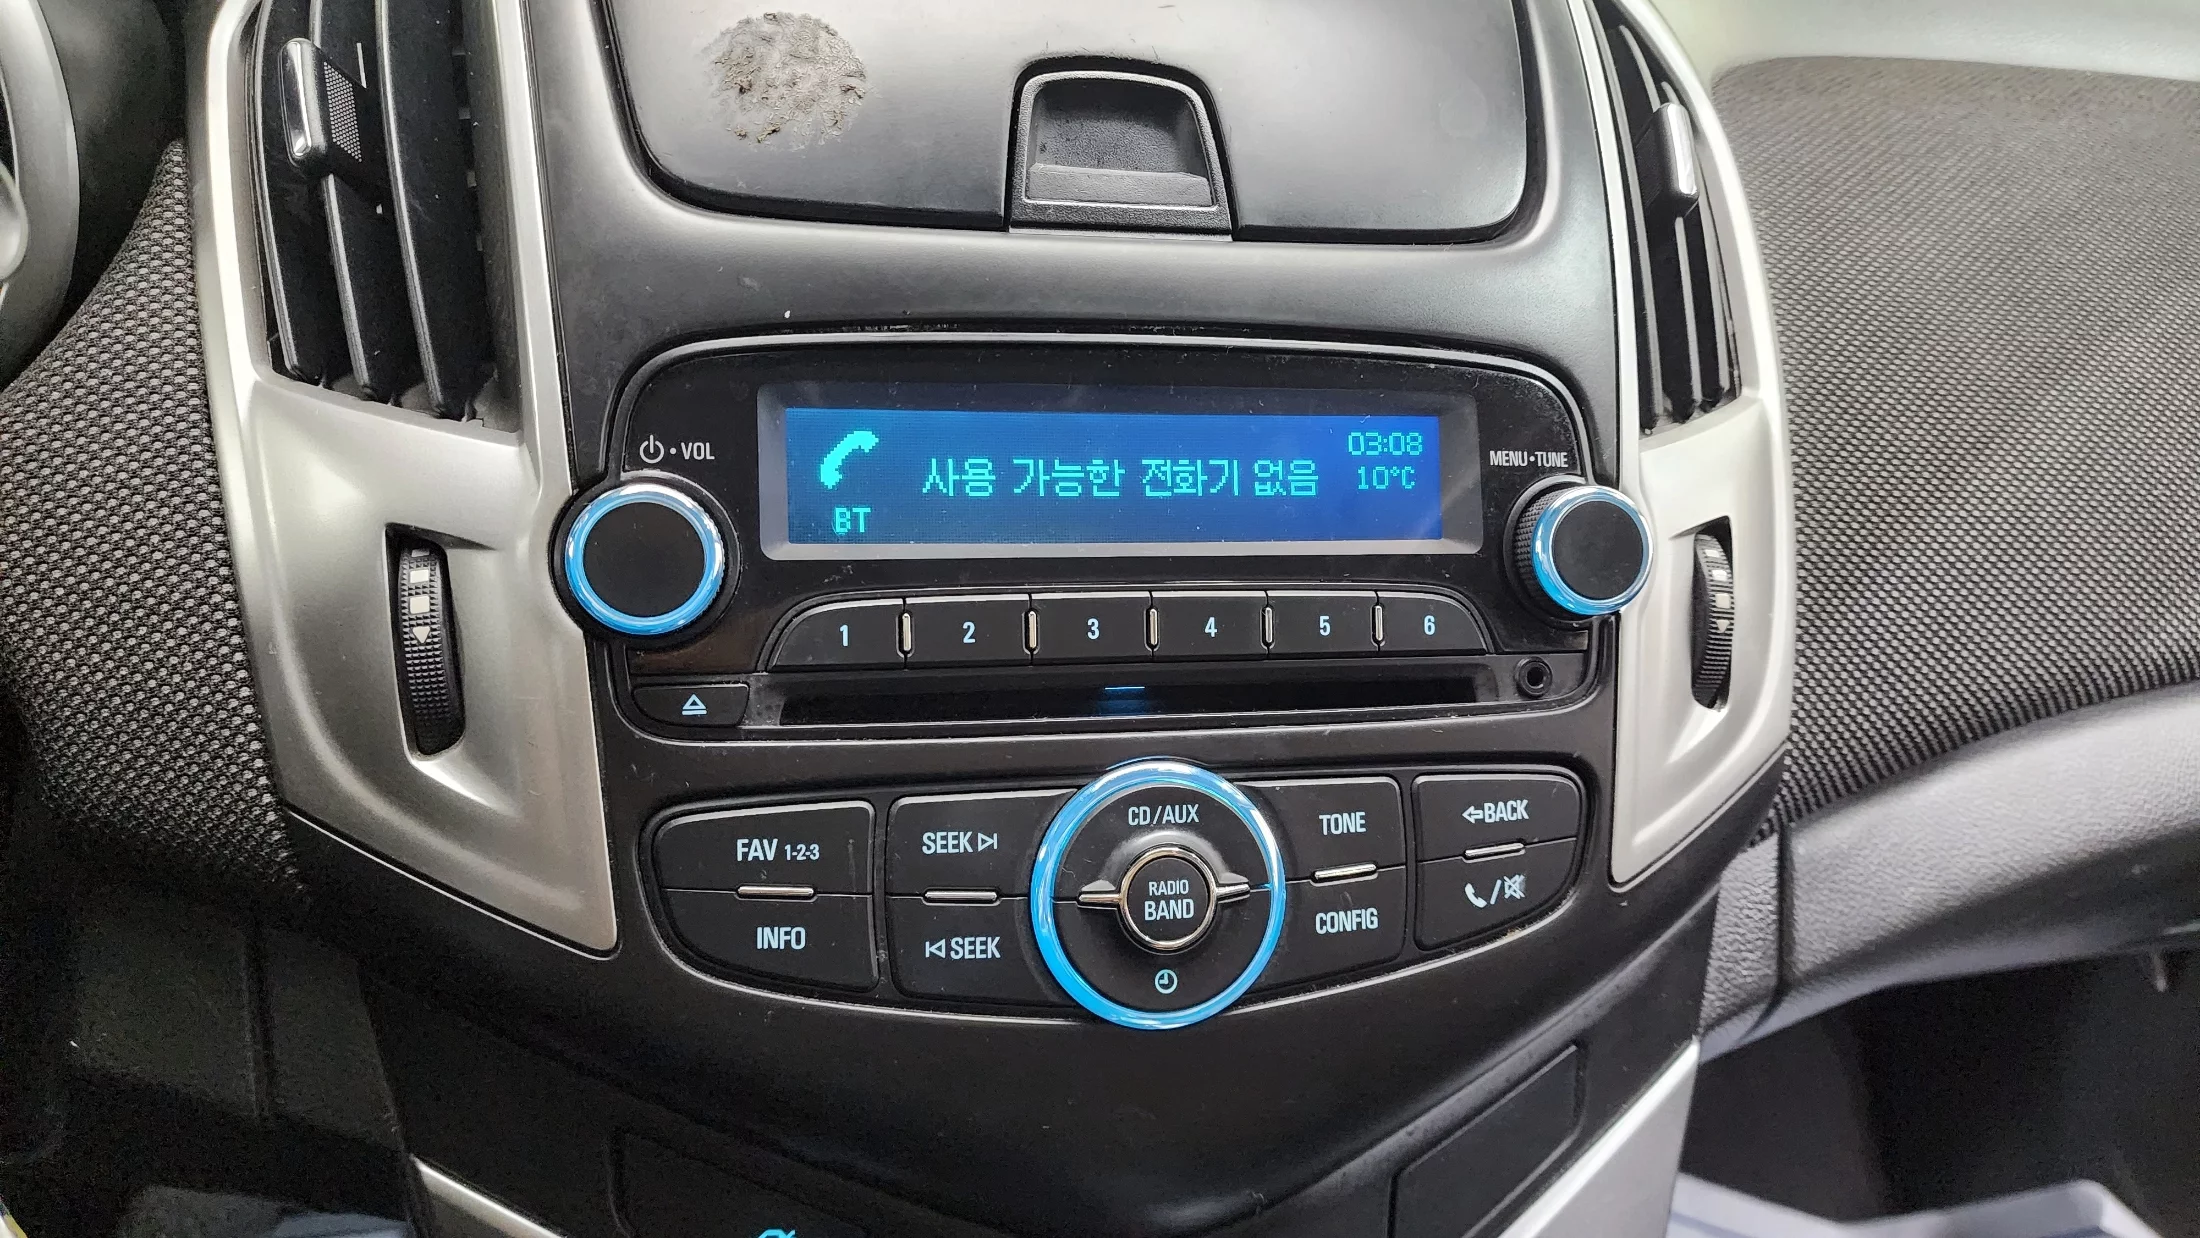 ⏻•VOL
MENU•TUNE
03:08
사용 가능한 전화기 없음
10°C
BT
1
2
3
4
5
6
CD/AUX
FAV 1-2-3
SEEK
TONE
BACK
RADIO
BAND
INFO
SEEK
CONFIG